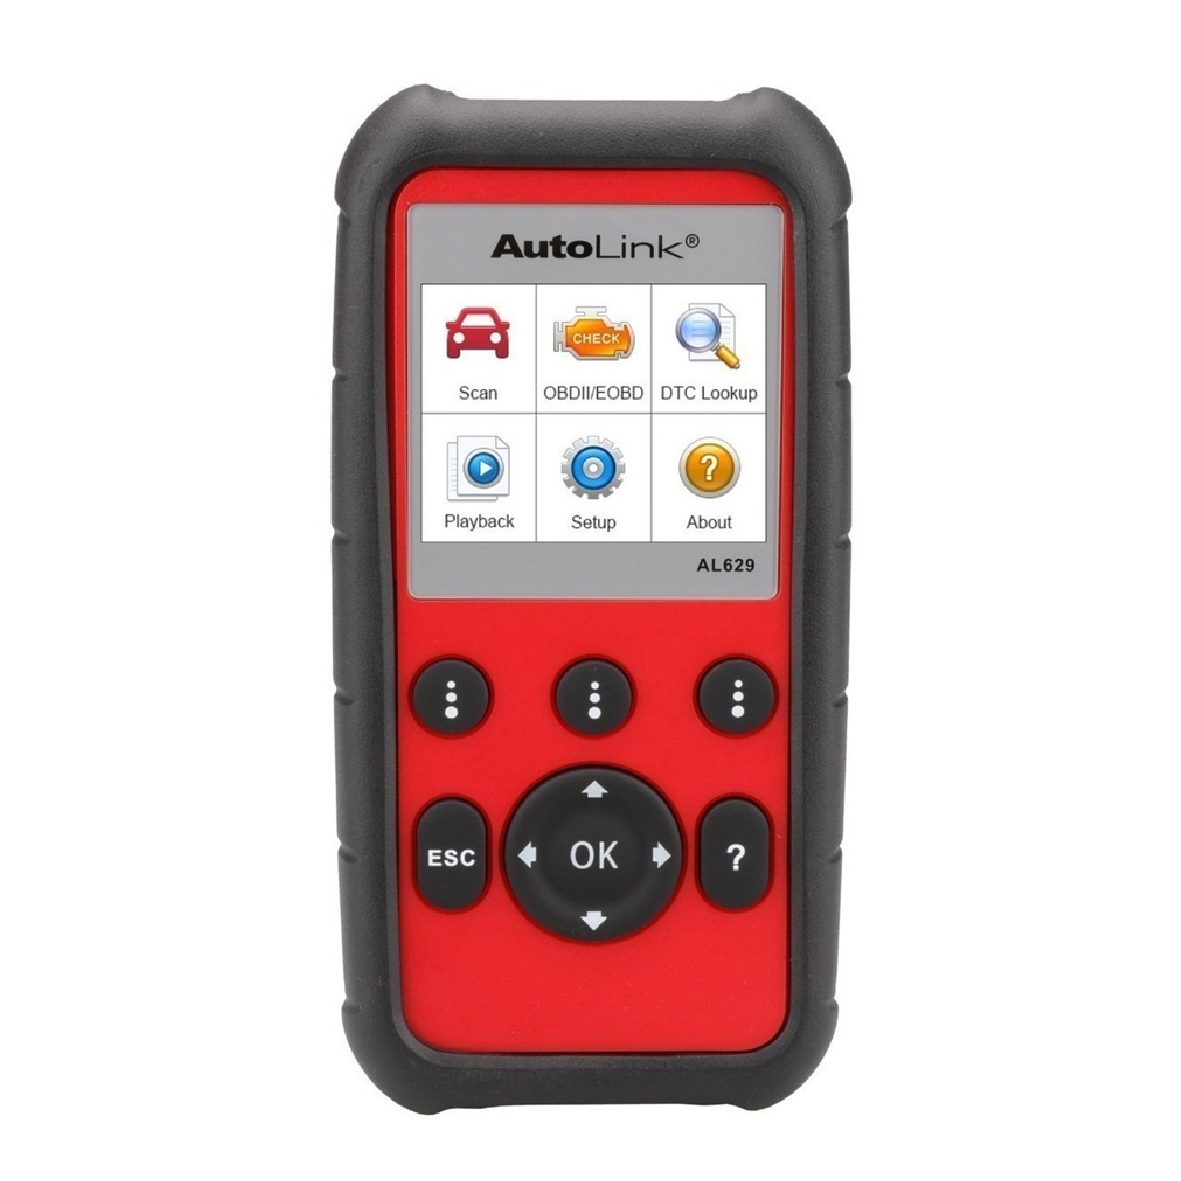 AutoLink®
CHECK
Scan OBDII/EOBD DTC Lookup
?
Playback Setup About
AL629
ESC OK ?